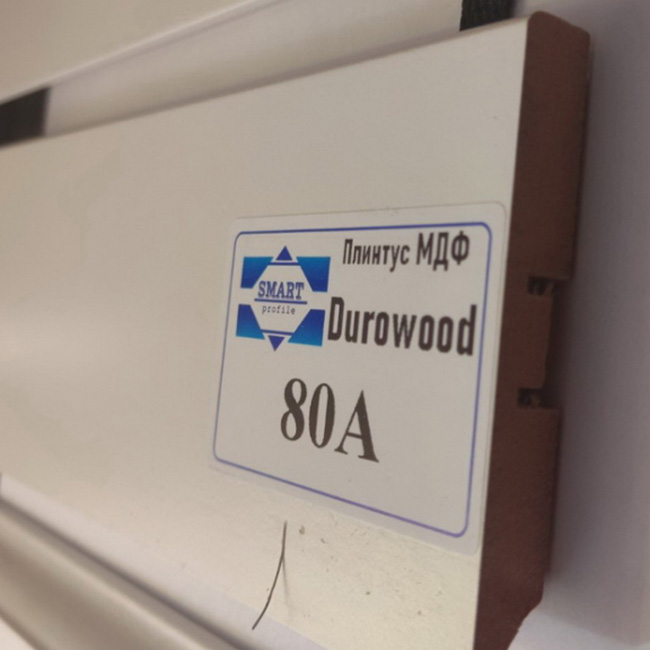 Плинтус МДФ
SMART
profile
Durowood
80A